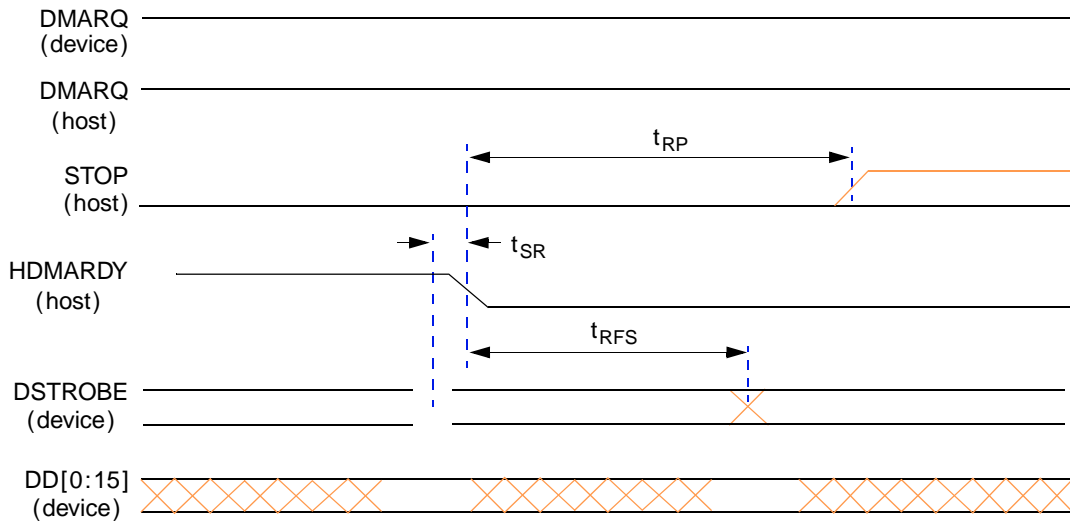 DMARQ
(device)
DMARQ
(host)
tRP
STOP
(host)
tSR
HDMARDY
(host)
tRFS
DSTROBE
(device)
DD[0:15]
(device)